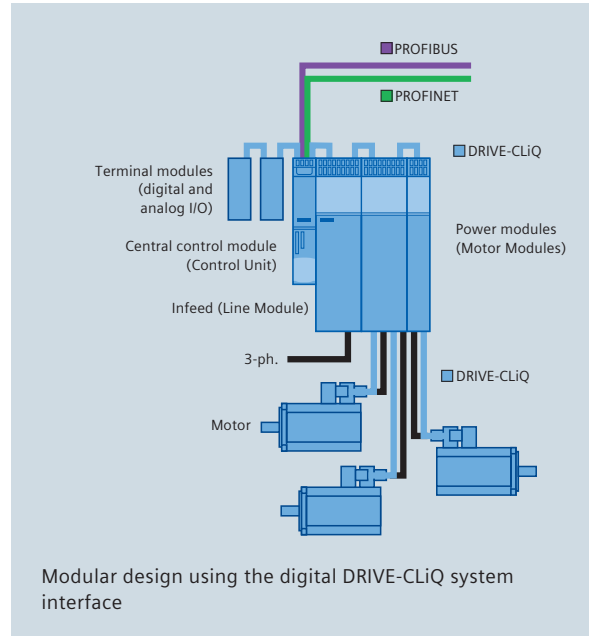 PROFIBUS
PROFINET
DRIVE-CLiQ
Terminal modules
(digital and
analog I/O)
Power modules
(Motor Modules)
Central control module
(Control Unit)
Infeed (Line Module)
3-ph.
DRIVE-CLiQ
Motor
Modular design using the digital DRIVE-CLiQ system
interface